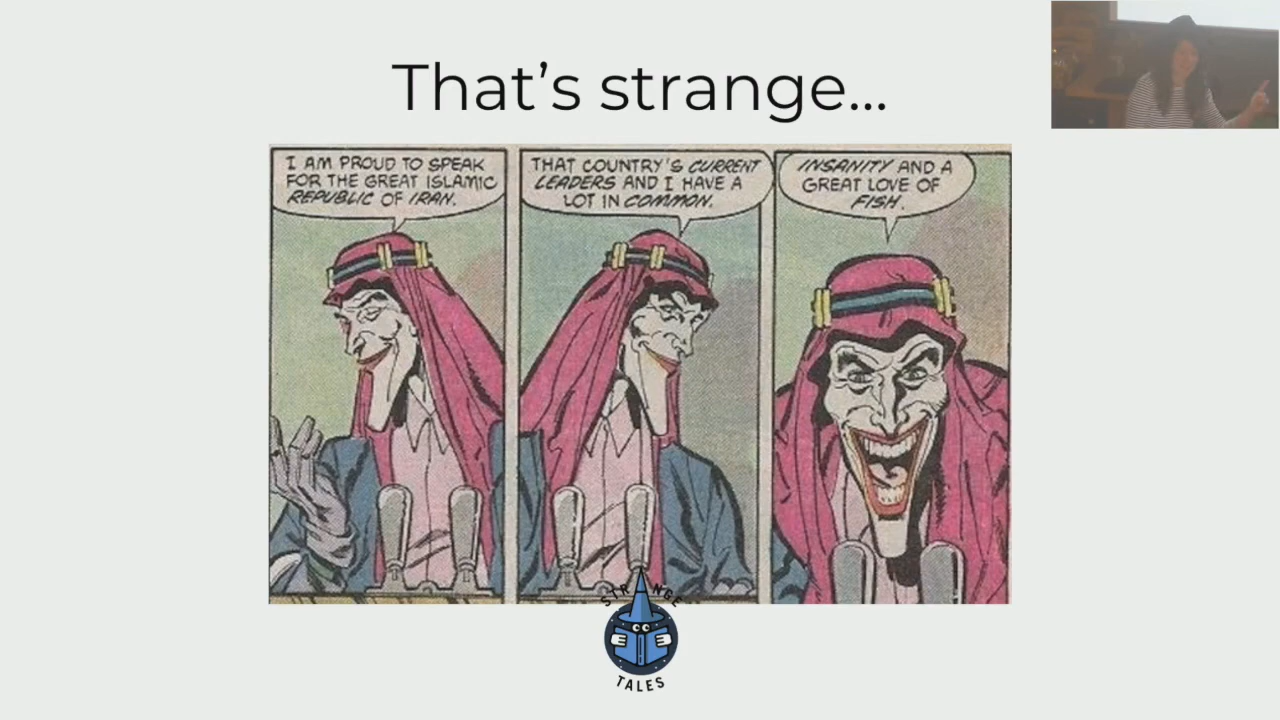 That's strange...
I AM PROUD TO SPEAK
FOR THE GREAT ISLAMIC
REPUBLIC OF IRAN.
THAT COUNTRY'S CURRENT
LEADERS AND I HAVE A
LOT IN COMMON.
INSANITY AND A
GREAT LOVE OF
FISH.
STRANGE
TALES